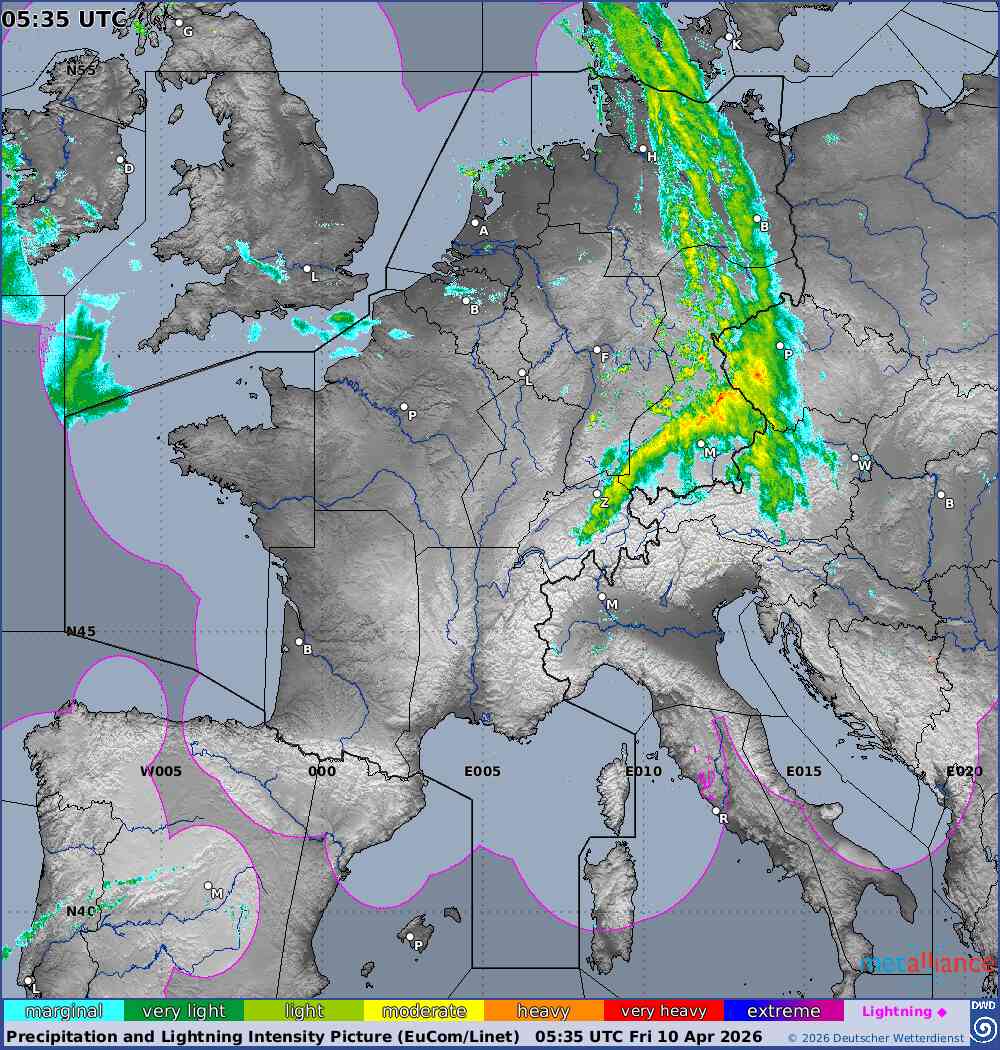 05:35 UTC
G
K
N55
D
H
A
B
L
B
F
P
L
P
M
W
Z
B
M
N45
B
W005
000
E005
E010
E015
E020
R
M
N40
P
metalliance
L
marginal
very light
light
moderate
heavy
very heavy
extreme
Lightning ◆
DWD
Precipitation and Lightning Intensity Picture (EuCom/Linet) 05:35 UTC Fri 10 Apr 2026
© 2026 Deutscher Wetterdienst